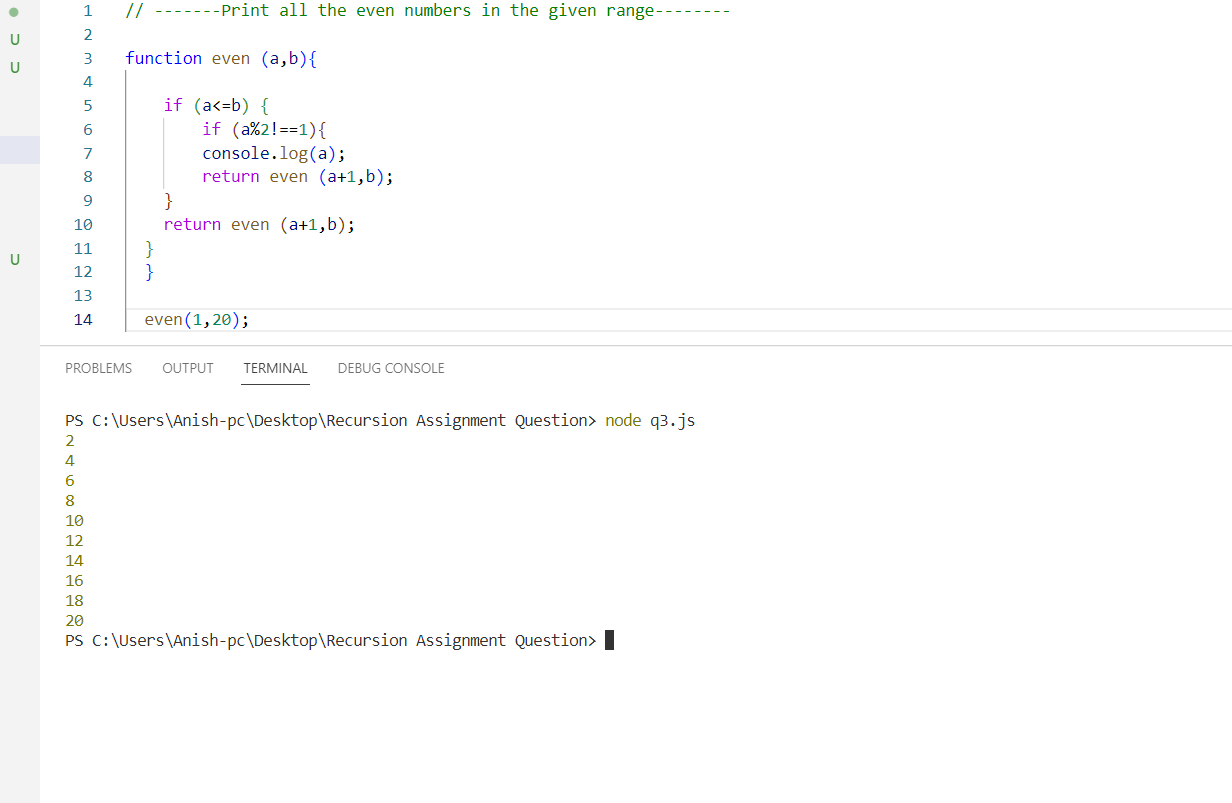 1 // -------Print all the even numbers in the given range--------
2
U 3 function even (a,b){
U 4
5 if (a<=b) {
6 if (a%2!==1){
7 console.log(a);
8 return even (a+1,b);
9 }
10 return even (a+1,b);
U 11 }
12 }
13
14 even(1,20);
PROBLEMS OUTPUT TERMINAL DEBUG CONSOLE
PS C:\Users\Anish-pc\Desktop\Recursion Assignment Question> node q3.js
2
4
6
8
10
12
14
16
18
20
PS C:\Users\Anish-pc\Desktop\Recursion Assignment Question>